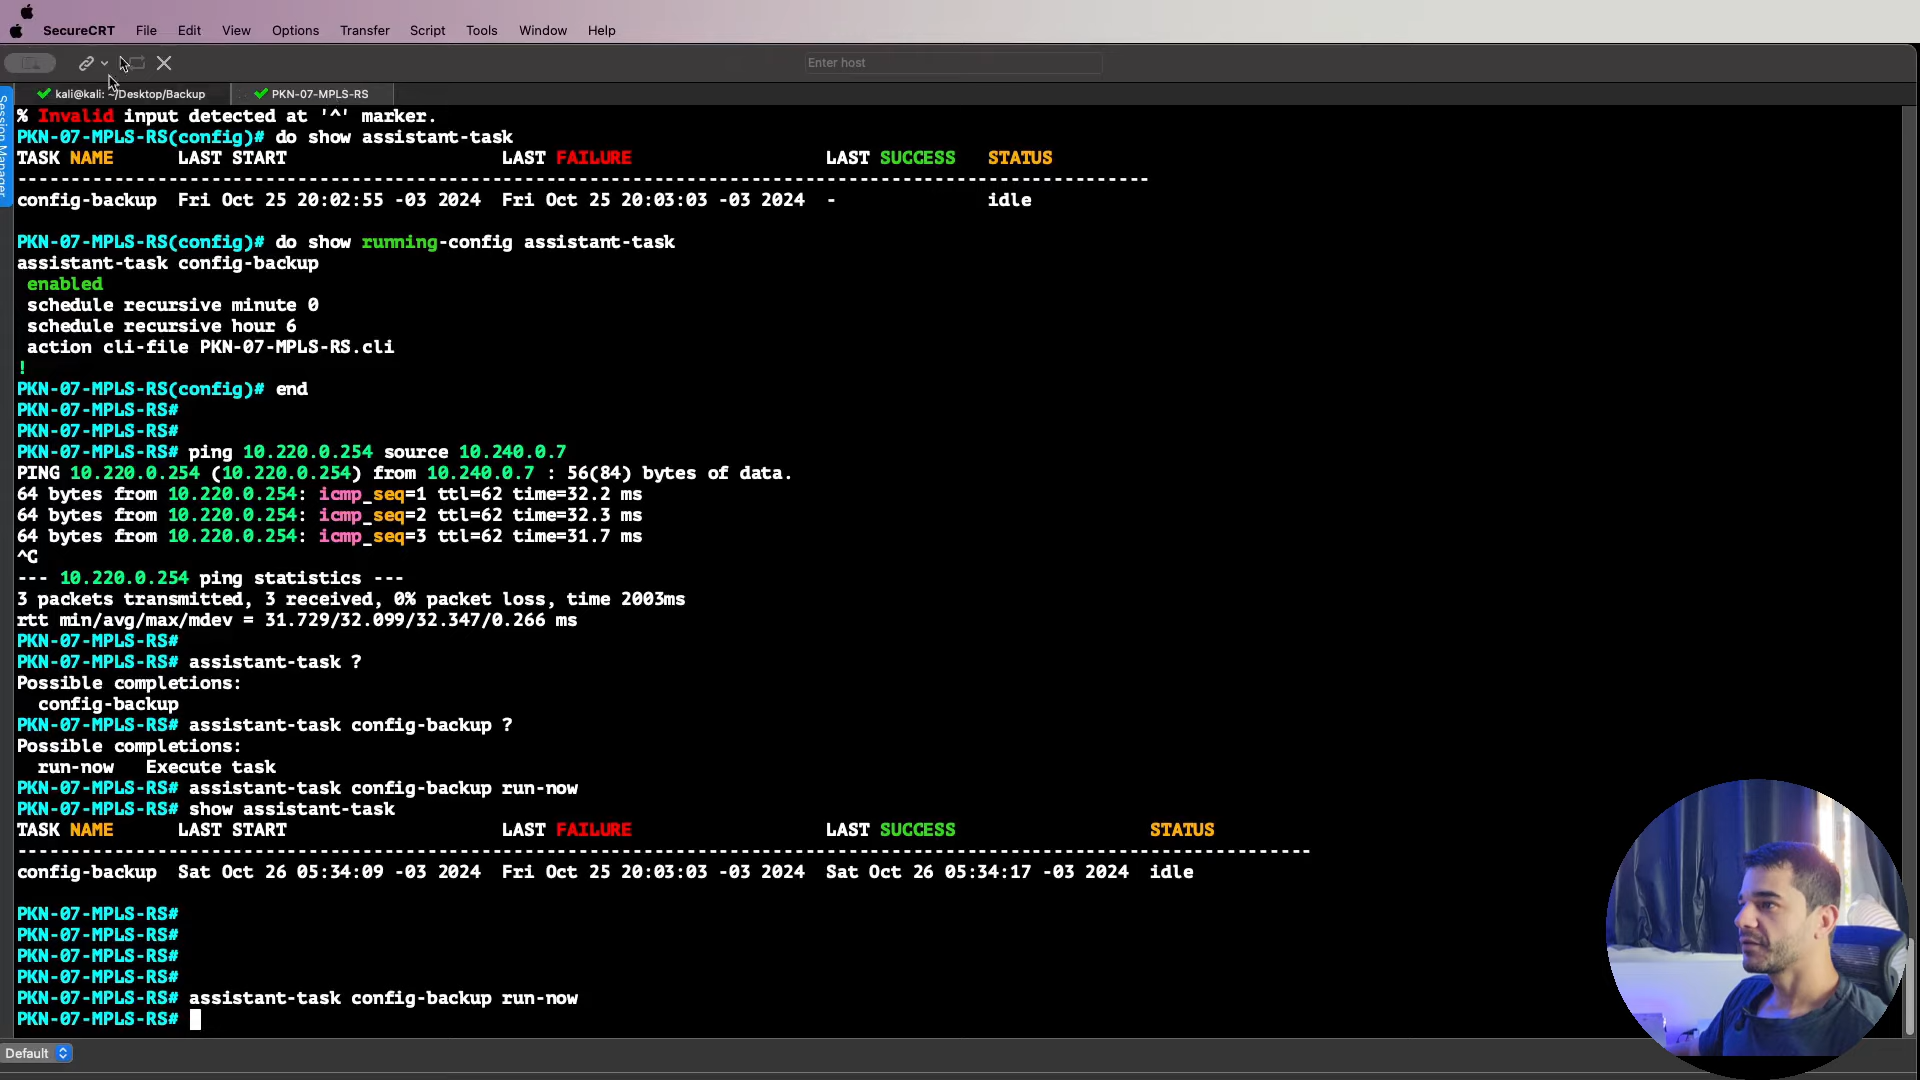 SecureCRT File Edit View Options Transfer Script Tools Window Help
Enter host
kali@kali: ~/Desktop/Backup PKN-07-MPLS-RS
Session Manager
% Invalid input detected at '^' marker.
PKN-07-MPLS-RS(config)# do show assistant-task
TASK NAME LAST START LAST FAILURE LAST SUCCESS STATUS
---------------------------------------------------------------------------------------------------------
config-backup Fri Oct 25 20:02:55 -03 2024 Fri Oct 25 20:03:03 -03 2024 - idle
PKN-07-MPLS-RS(config)# do show running-config assistant-task
assistant-task config-backup
enabled
schedule recursive minute 0
schedule recursive hour 6
action cli-file PKN-07-MPLS-RS.cli
!
PKN-07-MPLS-RS(config)# end
PKN-07-MPLS-RS#
PKN-07-MPLS-RS#
PKN-07-MPLS-RS# ping 10.220.0.254 source 10.240.0.7
PING 10.220.0.254 (10.220.0.254) from 10.240.0.7 : 56(84) bytes of data.
64 bytes from 10.220.0.254: icmp_seq=1 ttl=62 time=32.2 ms
64 bytes from 10.220.0.254: icmp_seq=2 ttl=62 time=32.3 ms
64 bytes from 10.220.0.254: icmp_seq=3 ttl=62 time=31.7 ms
^C
--- 10.220.0.254 ping statistics ---
3 packets transmitted, 3 received, 0% packet loss, time 2003ms
rtt min/avg/max/mdev = 31.729/32.099/32.347/0.266 ms
PKN-07-MPLS-RS#
PKN-07-MPLS-RS# assistant-task ?
Possible completions:
config-backup
PKN-07-MPLS-RS# assistant-task config-backup ?
Possible completions:
run-now Execute task
PKN-07-MPLS-RS# assistant-task config-backup run-now
PKN-07-MPLS-RS# show assistant-task
TASK NAME LAST START LAST FAILURE LAST SUCCESS STATUS
------------------------------------------------------------------------------------------------------------------------
config-backup Sat Oct 26 05:34:09 -03 2024 Fri Oct 25 20:03:03 -03 2024 Sat Oct 26 05:34:17 -03 2024 idle
PKN-07-MPLS-RS#
PKN-07-MPLS-RS#
PKN-07-MPLS-RS#
PKN-07-MPLS-RS#
PKN-07-MPLS-RS# assistant-task config-backup run-now
PKN-07-MPLS-RS#
Default